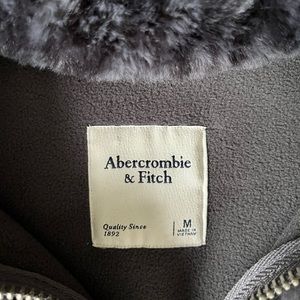 Abercrombie
& Fitch
Quality Since
1892
M
MADE IN
VIETNAM